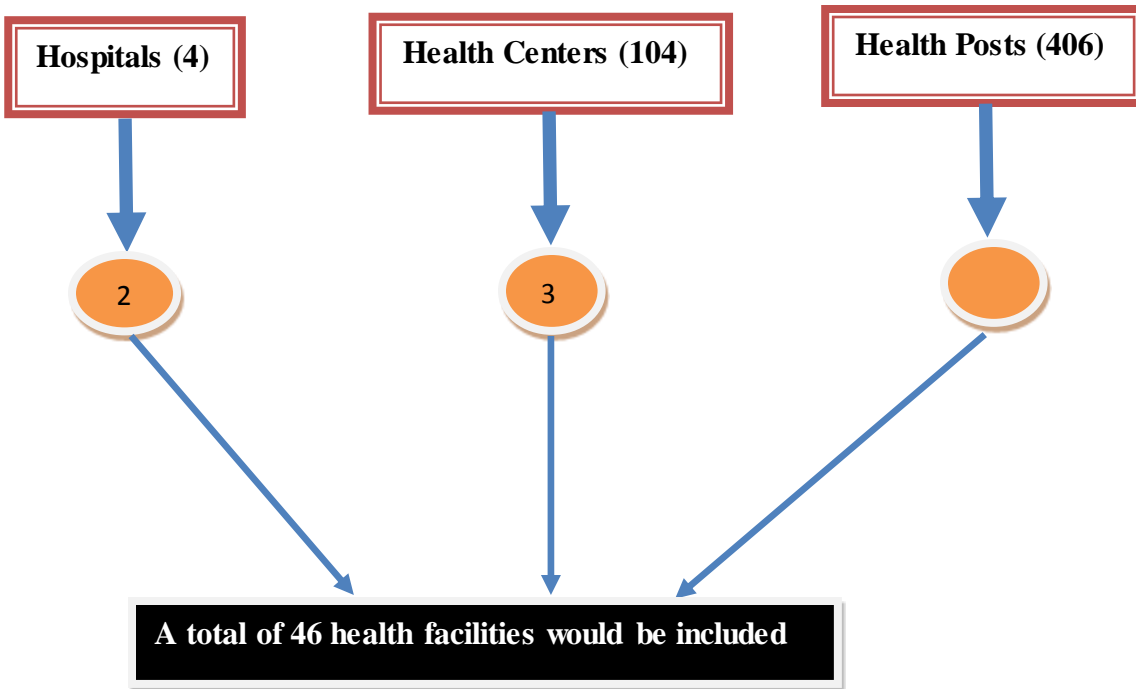 Hospitals (4)
Health Centers (104)
Health Posts (406)
2
3
A total of 46 health facilities would be included